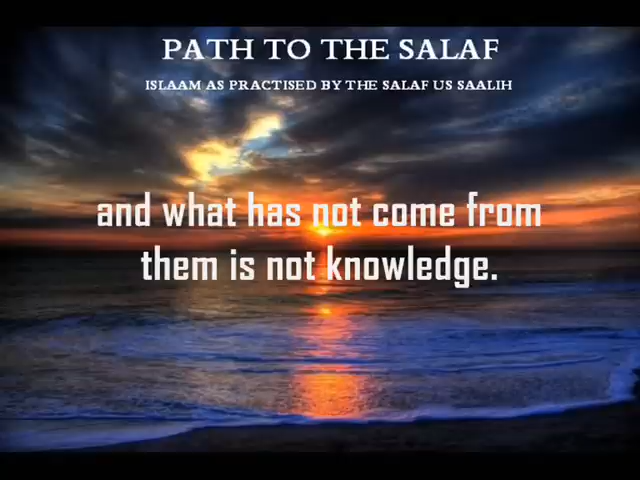 PATH TO THE SALAF
ISLAAM AS PRACTISED BY THE SALAF US SAALIH
and what has not come from
them is not knowledge.